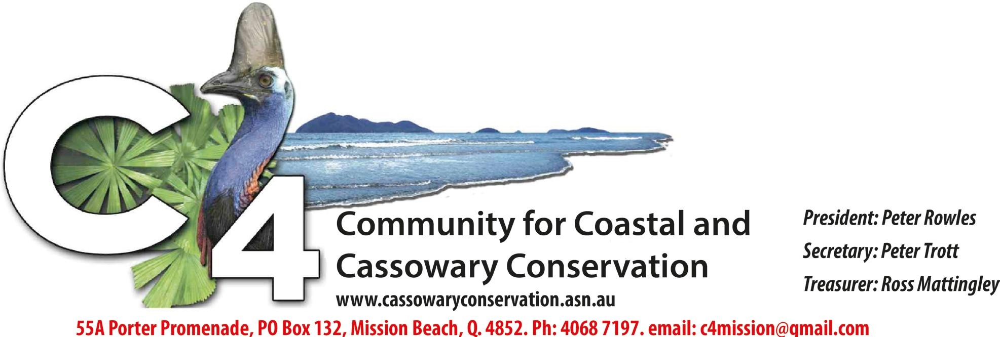 C4
Community for Coastal and
Cassowary Conservation
www.cassowaryconservation.asn.au
President: Peter Rowles
Secretary: Peter Trott
Treasurer: Ross Mattingley
55A Porter Promenade, PO Box 132, Mission Beach, Q. 4852. Ph: 4068 7197. email: c4mission@gmail.com